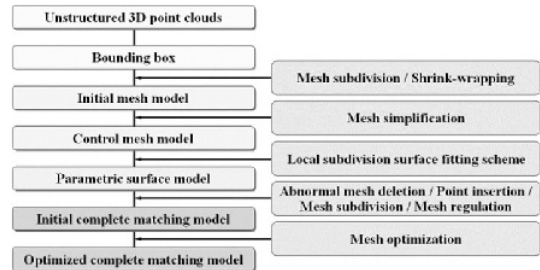 Unstructured 3D point clouds
Bounding box
Mesh subdivision / Shrink-wrapping
Initial mesh model
Mesh simplification
Control mesh model
Local subdivision surface fitting scheme
Parametric surface model
Abnormal mesh deletion / Point insertion /
Mesh subdivision / Mesh regulation
Initial complete matching model
Mesh optimization
Optimized complete matching model